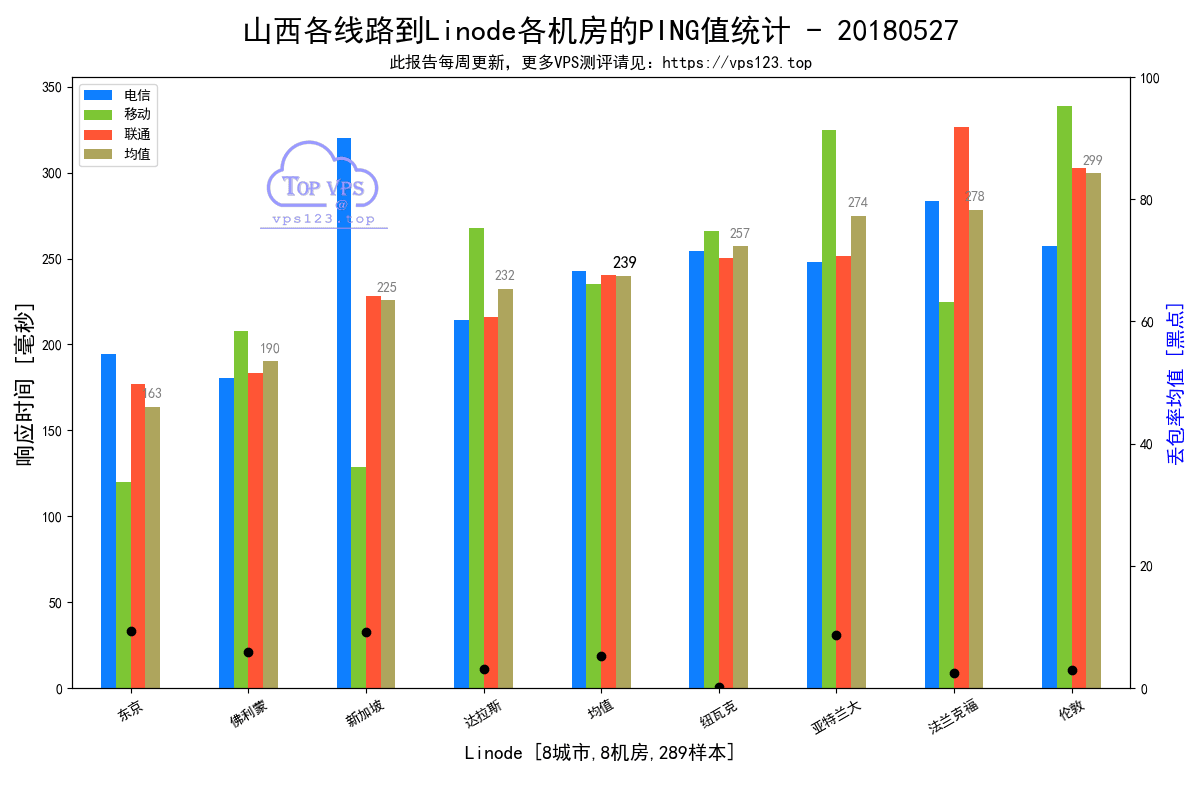 山西各线路到Linode各机房的PING值统计 - 20180527
此报告每周更新，更多VPS测评请见：https://vps123.top
电信
移动
联通
均值
TOP VPS
@
vps123.top
响应时间 [毫秒]
350
300
250
200
150
100
50
0
163
190
225
232
239
257
274
278
299
100
80
60
40
20
0
丢包率均值 [黑点]
东京
佛利蒙
新加坡
达拉斯
均值
纽瓦克
亚特兰大
法兰克福
伦敦
Linode [8城市,8机房,289样本]